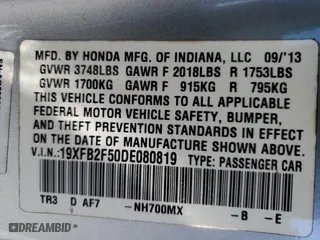 MFD. BY HONDA MFG. OF INDIANA, LLC 09/'13
GVWR 3748LBS GAWR F 2018LBS R 1753LBS
GVWR 1700KG GAWR F 915KG R 795KG
THIS VEHICLE CONFORMS TO ALL APPLICABLE
FEDERAL MOTOR VEHICLE SAFETY, BUMPER,
AND THEFT PREVENTION STANDARDS IN EFFECT ON
THE DATE OF MANUFACTURE SHOWN ABOVE.
V.I.N.: 19XFB2F50DE080819 TYPE: PASSENGER CAR
TR3 D AF7 -NH700MX -B -E
DREAMBID